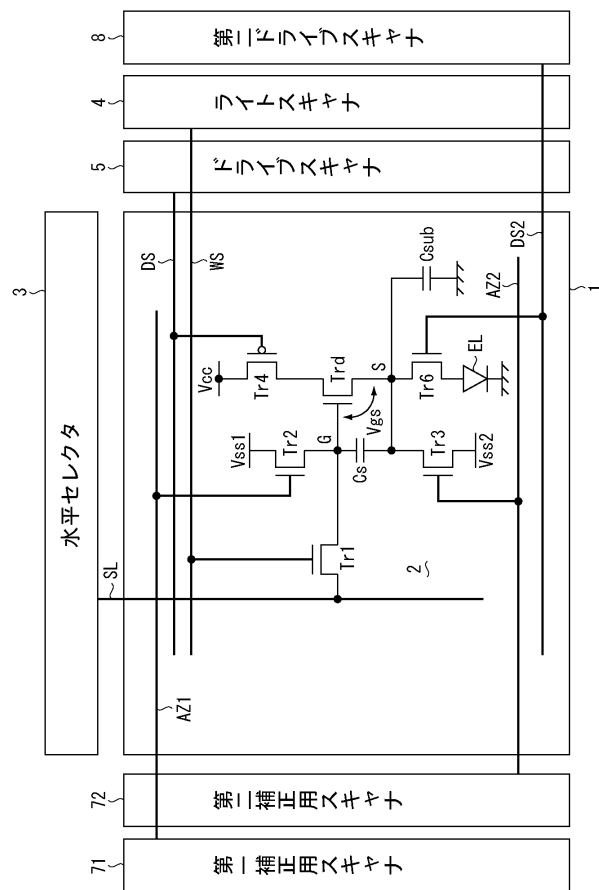 8
第二ドライブスキャナ
4
ライトスキャナ
5
ドライブスキャナ
3
水平セレクタ
SL
DS
WS
AZ1
DS2
AZ2
1
Vcc
Tr4
Trd
S
Csub
Tr6
EL
Vss1
Tr2
G
Vgs
Cs
Tr3
Vss2
Tr1
2
72
第二補正用スキャナ
71
第一補正用スキャナ